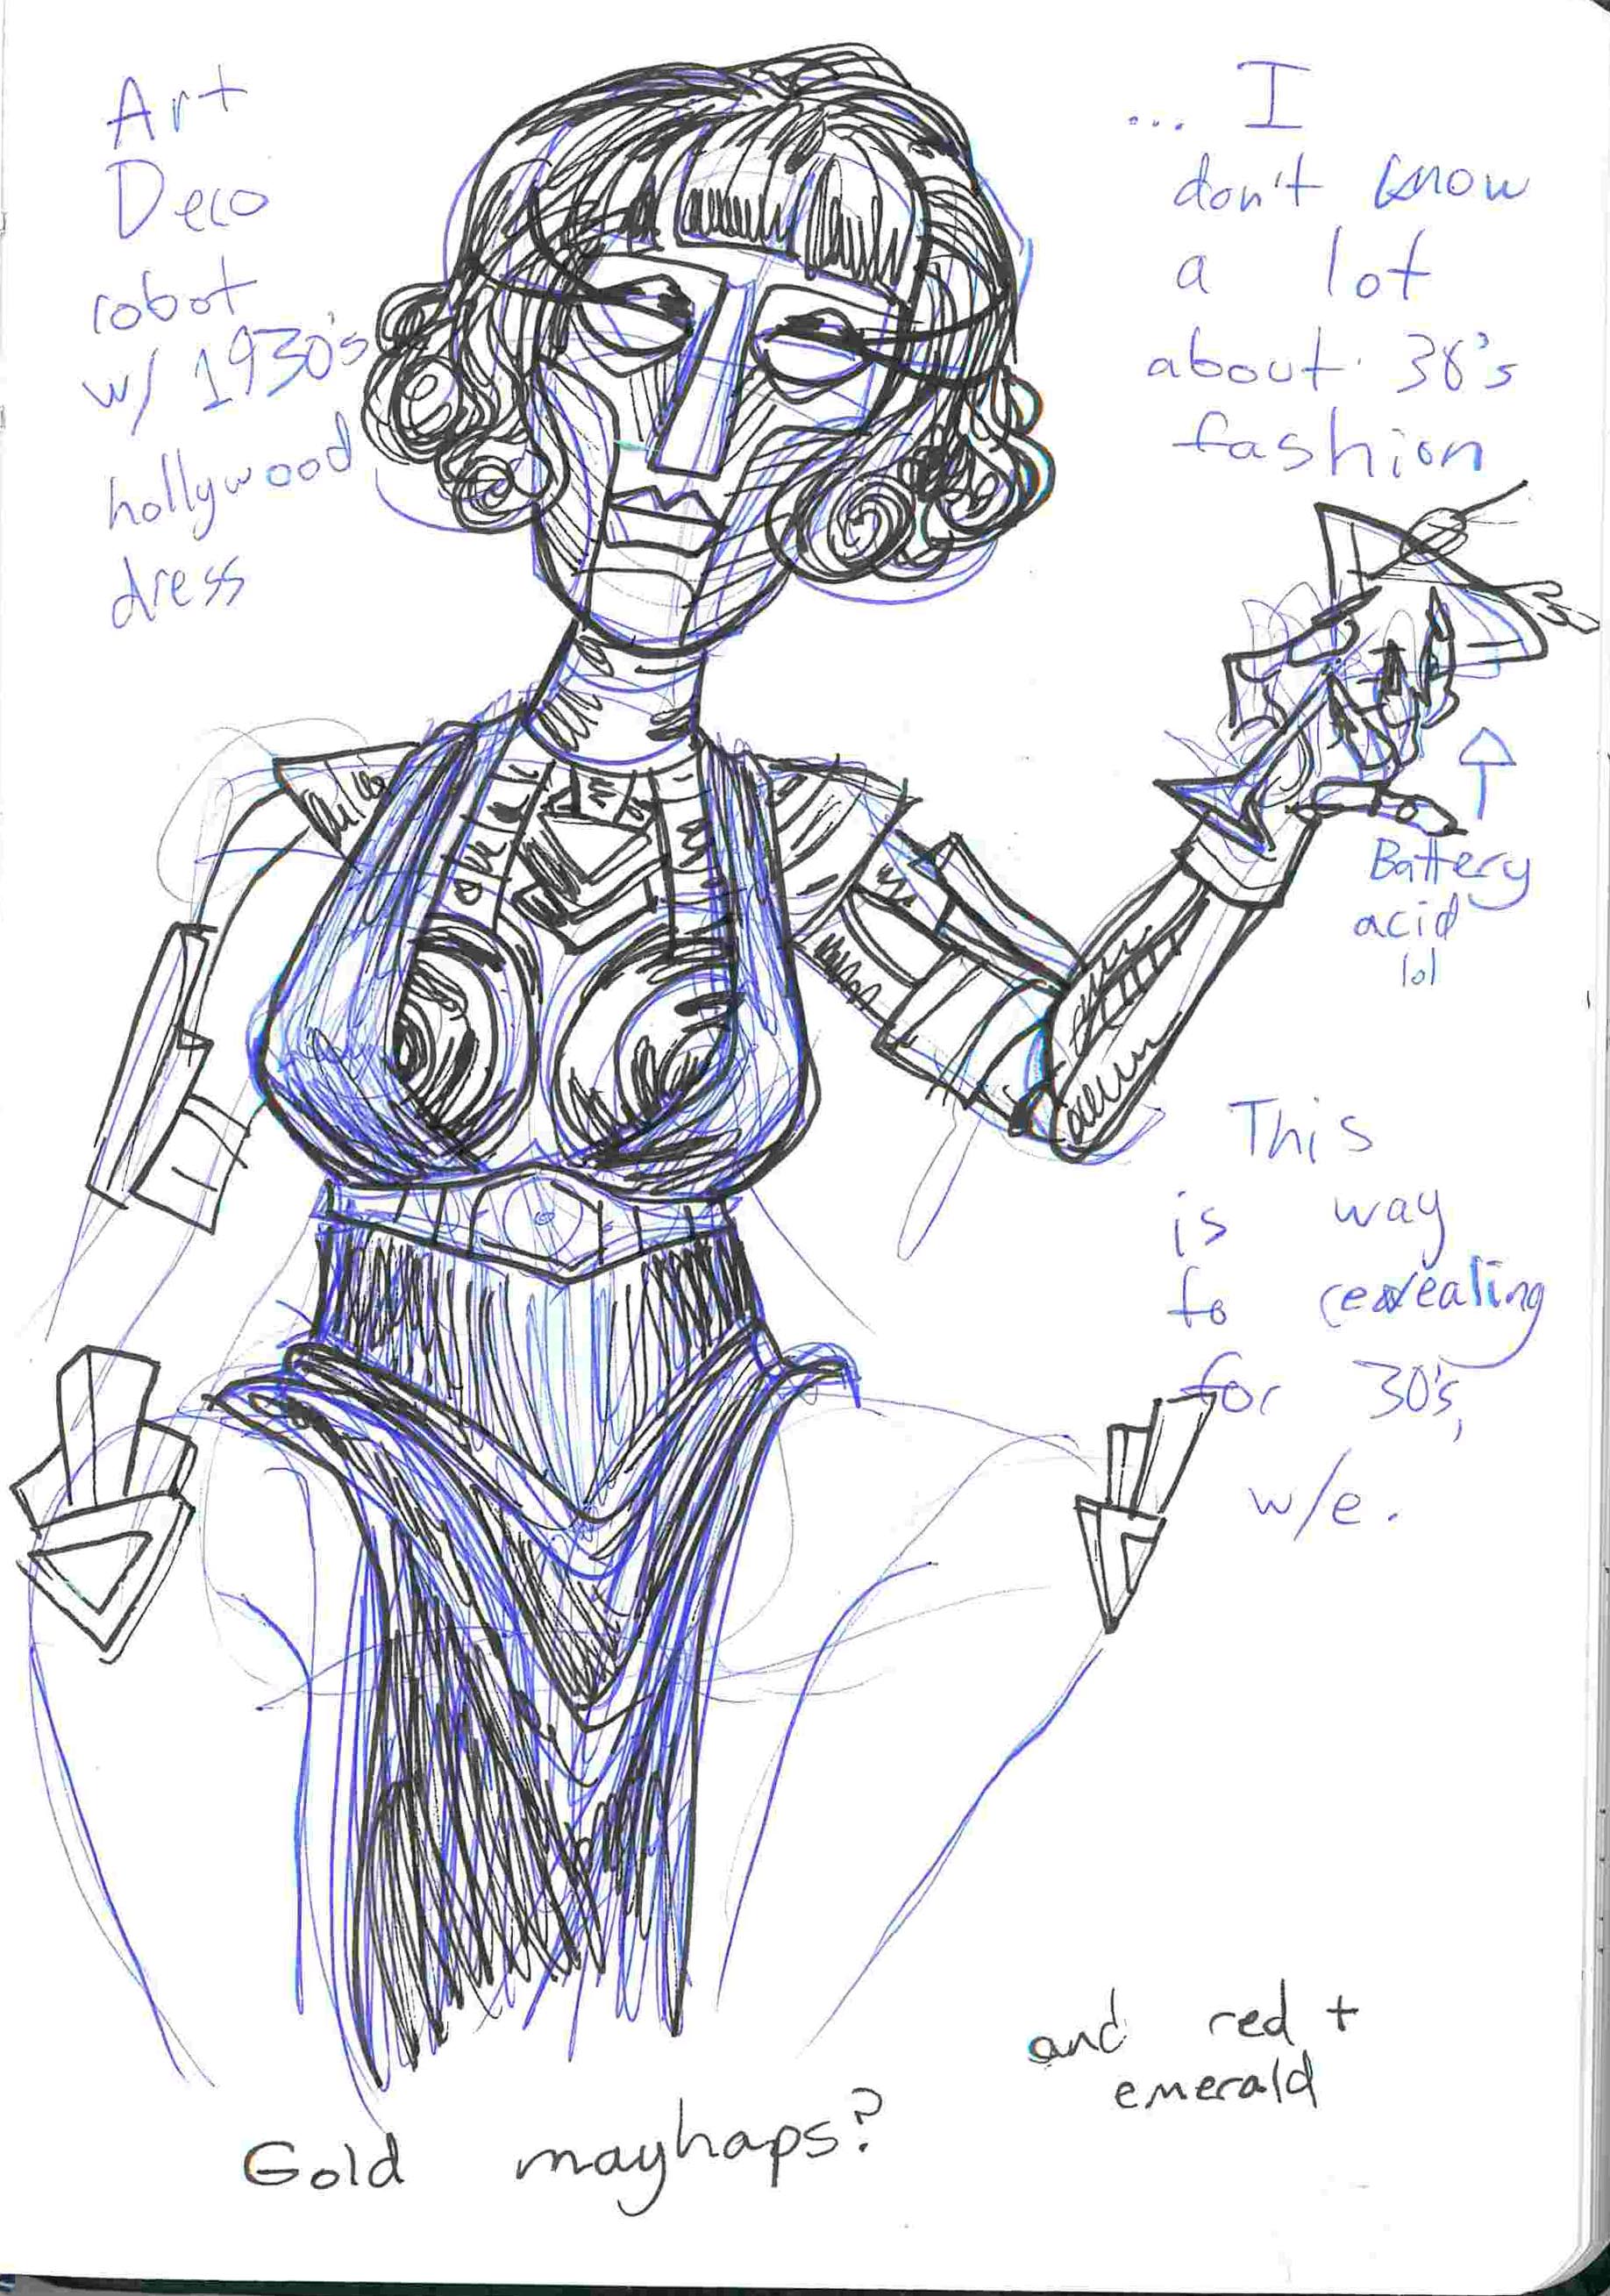 Art
Deco
robot
w/ 1930's
hollywood
dress
... I
don't know
a lot
about 30's
fashion
Battery
acid
lol
This
is way
to revealing
for 30's,
w/e.
and red +
emerald
Gold mayhaps?